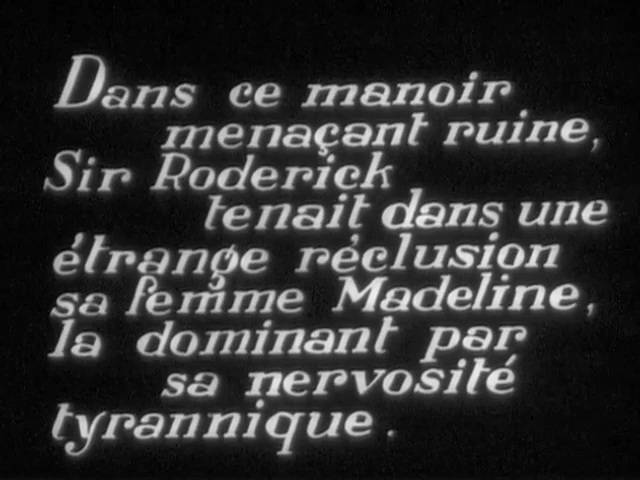 Dans ce manoir
menaçant ruine,
Sir Roderick
tenait dans une
étrange réclusion
sa femme Madeline,
la dominant par
sa nervosité
tyrannique.